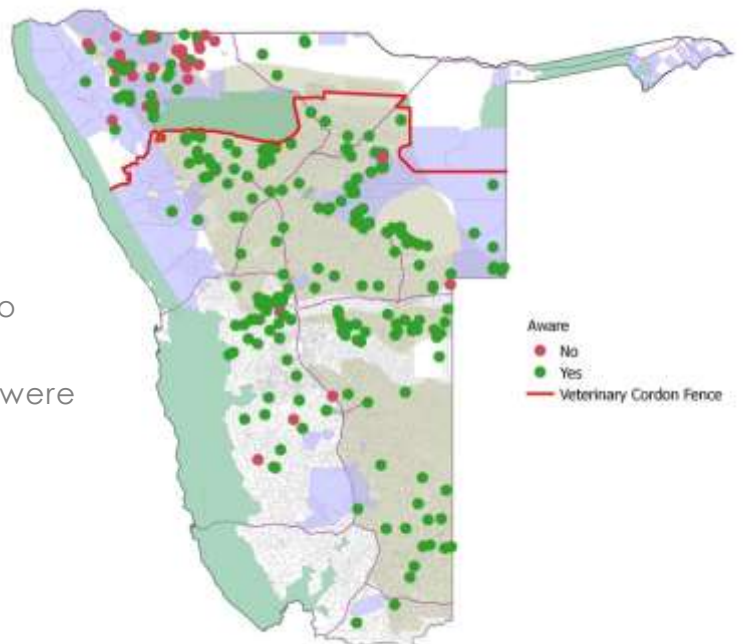 o
were
Aware
No
Yes
Veterinary Cordon Fence